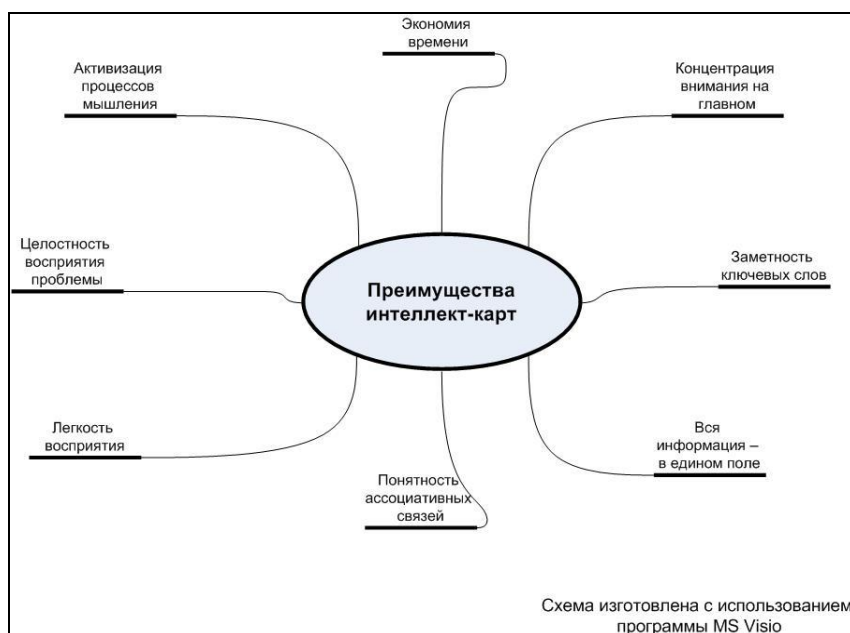 Экономия
времени
Активизация
процессов
мышления
Концентрация
внимания на
главном
Целостность
восприятия
проблемы
Преимущества
интеллект-карт
Заметность
ключевых слов
Легкость
восприятия
Вся
информация –
в едином поле
Понятность
ассоциативных
связей
Схема изготовлена с использованием
программы MS Visio